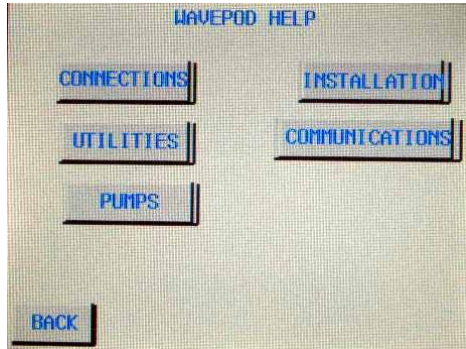 WAVEPOD HELP
CONNECTIONS
INSTALLATION
UTILITIES
COMMUNICATIONS
PUMPS
BACK